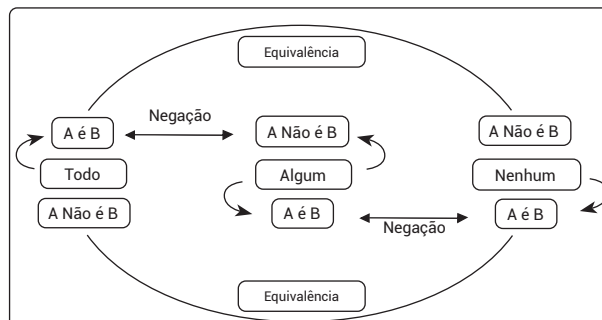 Equivalência
Negação
A é B
A Não é B
A Não é B
Todo
Algum
Nenhum
A Não é B
A é B
A é B
Negação
Equivalência